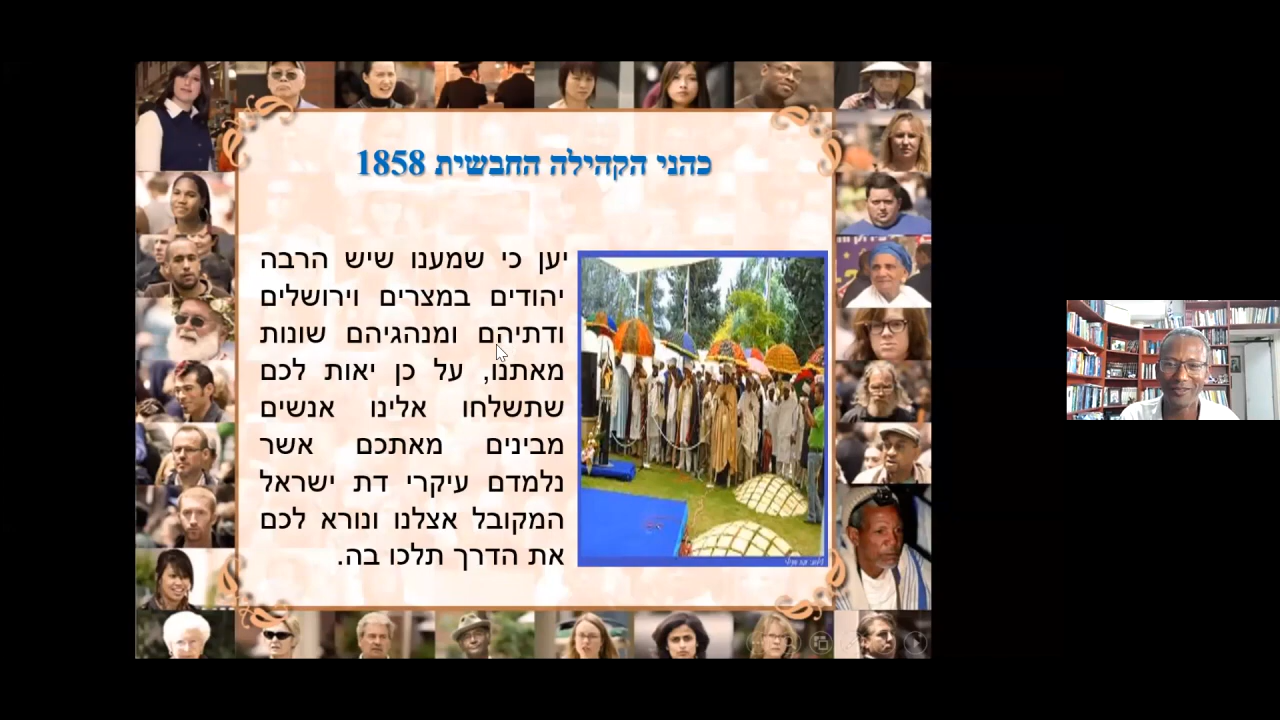 כהני הקהילה החבשית 1858
יען כי שמענו שיש הרבה
יהודים במצרים וירושלים
ודתיהם ומנהגיהם שונות
מאתנו, על כן יאות לכם
שתשלחו אלינו אנשים
מבינים מאתכם אשר
נלמדם עיקרי דת ישראל
המקובל אצלנו ונורא לכם
את הדרך תלכו בה.